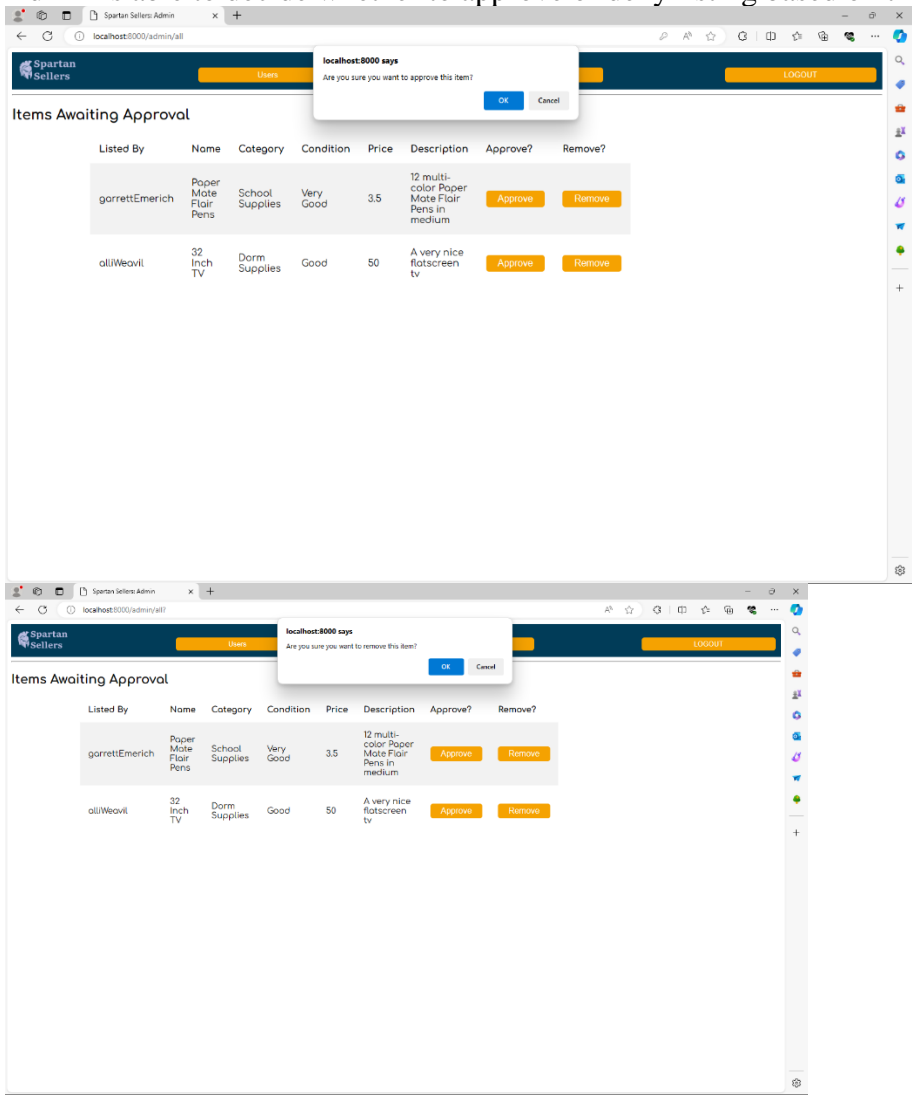 Spartan Sellers: Admin
localhost:8000/admin/all
Spartan
Sellers
Users
LOGOUT
localhost:8000 says
Are you sure you want to approve this item?
OK Cancel
Items Awaiting Approval
Listed By Name Category Condition Price Description Approve? Remove?
garrettEmerich Paper Mate Flair Pens School Supplies Very Good 3.5 12 multi-color Paper Mate Flair Pens in medium Approve Remove
alliWeavil 32 Inch TV Dorm Supplies Good 50 A very nice flatscreen tv Approve Remove
Spartan Sellers: Admin
localhost:8000/admin/all?
Spartan
Sellers
Users
LOGOUT
localhost:8000 says
Are you sure you want to remove this item?
OK Cancel
Items Awaiting Approval
Listed By Name Category Condition Price Description Approve? Remove?
garrettEmerich Paper Mate Flair Pens School Supplies Very Good 3.5 12 multi-color Paper Mate Flair Pens in medium Approve Remove
alliWeavil 32 Inch TV Dorm Supplies Good 50 A very nice flatscreen tv Approve Remove